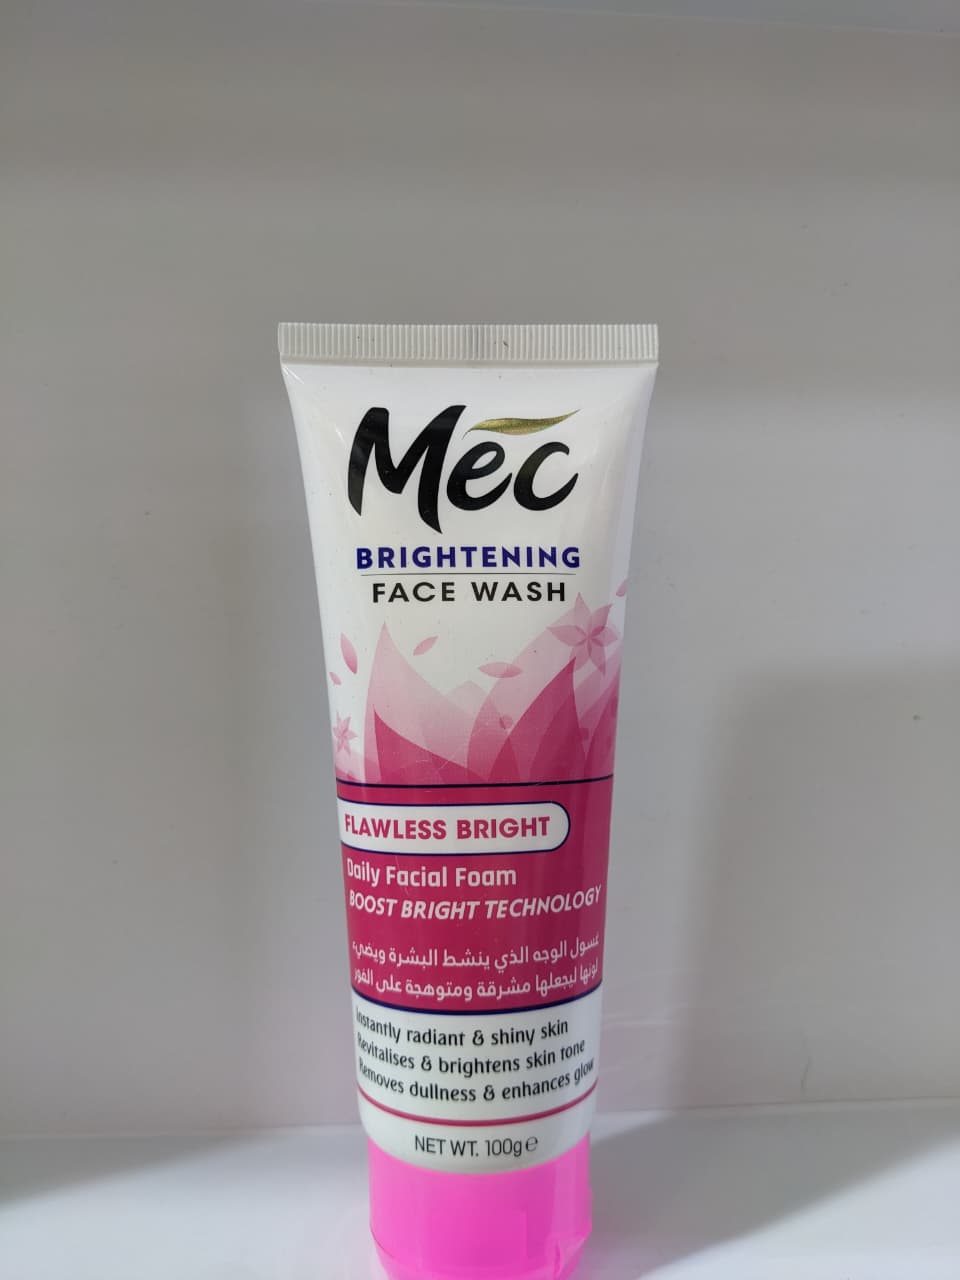 Mec
BRIGHTENING
FACE WASH
FLAWLESS BRIGHT
Daily Facial Foam
BOOST BRIGHT TECHNOLOGY
غسول الوجه الذي ينشط البشرة ويضيء
لونها ليجعلها مشرقة ومتوهجة على الفور
Instantly radiant & shiny skin
Revitalises & brightens skin tone
Removes dullness & enhances glow
NET WT. 100g ℮